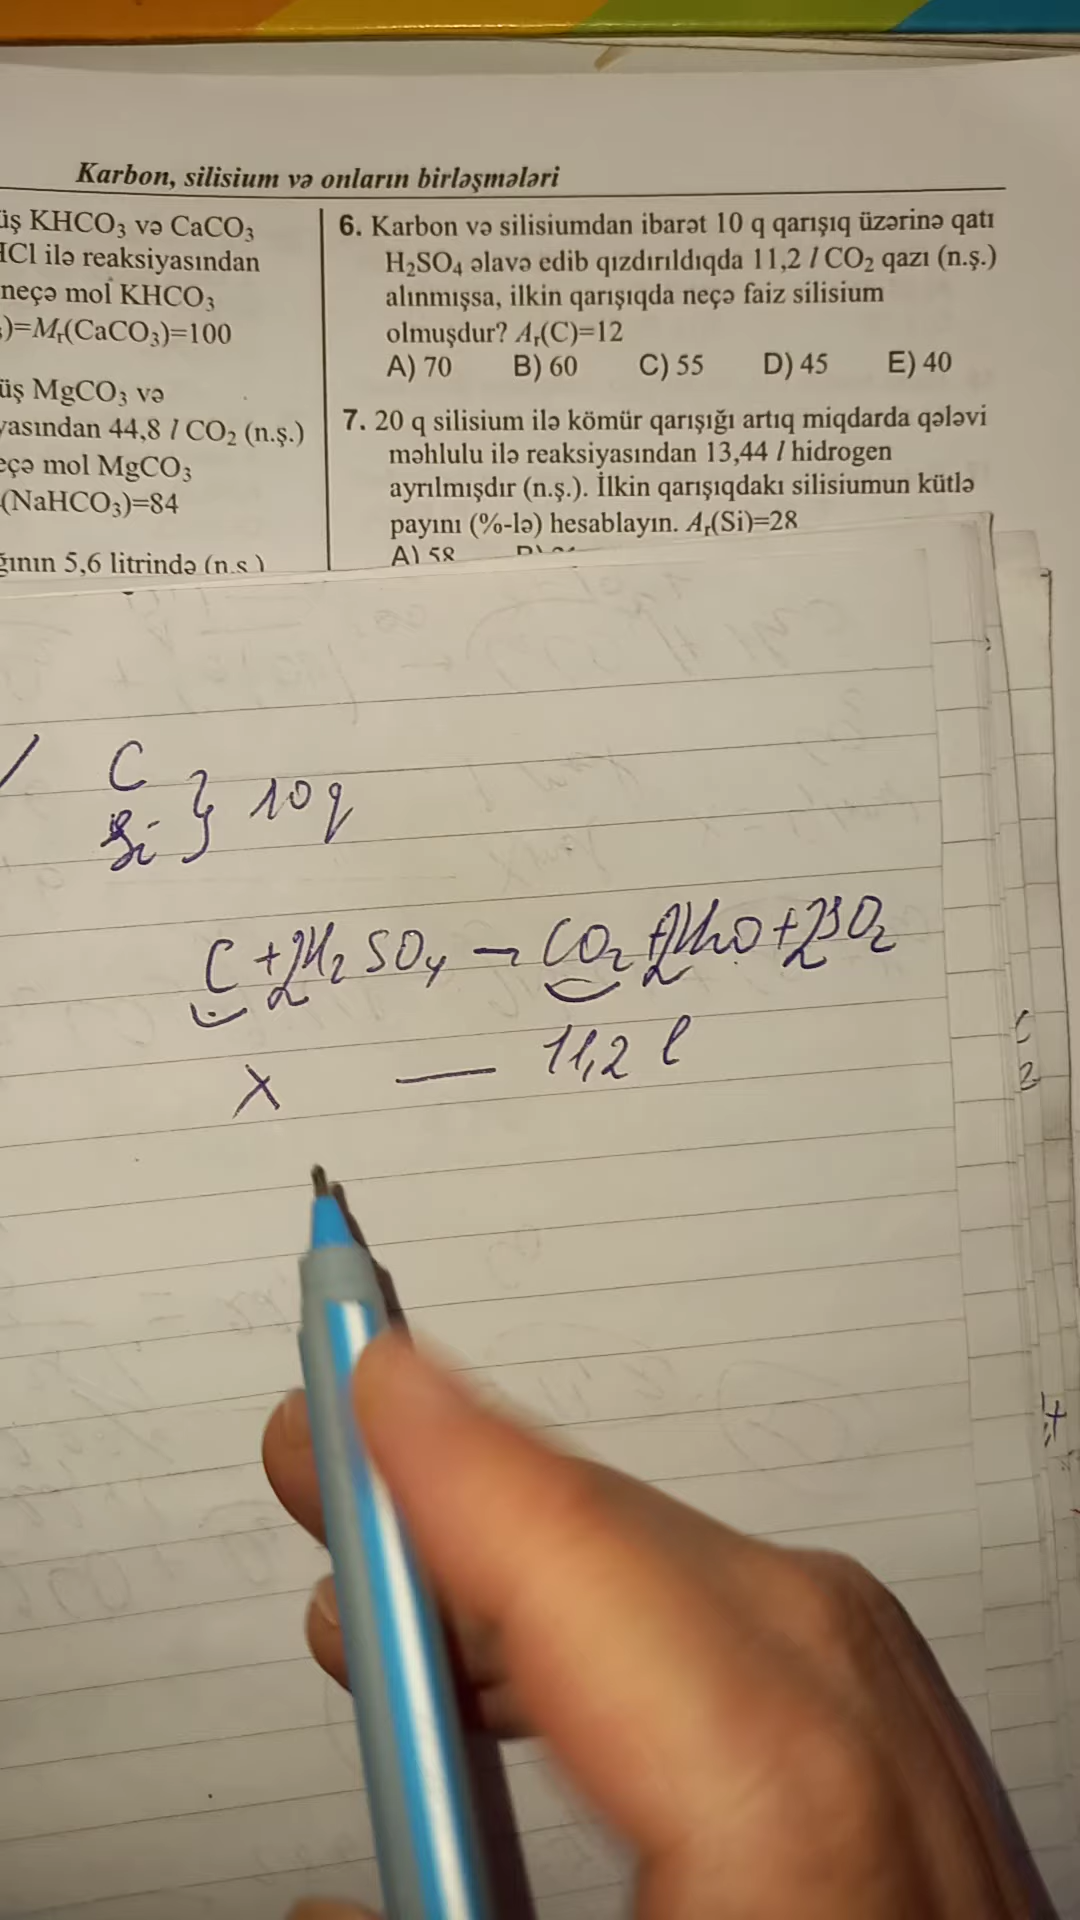 Karbon, silisium və onların birləşmələri
üş KHCO₃ və CaCO₃
HCl ilə reaksiyasından
neçə mol KHCO₃
)=Mᵣ(CaCO₃)=100
üş MgCO₃ və
yasından 44,8 l CO₂ (n.ş.)
eçə mol MgCO₃
(NaHCO₃)=84
ğının 5,6 litrində (n.ş.)
6. Karbon və silisiumdan ibarət 10 q qarışıq üzərinə qatı
H₂SO₄ əlavə edib qızdırıldıqda 11,2 l CO₂ qazı (n.ş.)
alınmışsa, ilkin qarışıqda neçə faiz silisium
olmuşdur? Aᵣ(C)=12
A) 70 B) 60 C) 55 D) 45 E) 40
7. 20 q silisium ilə kömür qarışığı artıq miqdarda qələvi
məhlulu ilə reaksiyasından 13,44 l hidrogen
ayrılmışdır (n.ş.). İlkin qarışıqdakı silisiumun kütlə
payını (%-lə) hesablayın. Aᵣ(Si)=28
A) 58
C
Si } 10 q
C + 2H₂SO₄ → CO₂ + 2H₂O + 2SO₂
x — 11,2 l